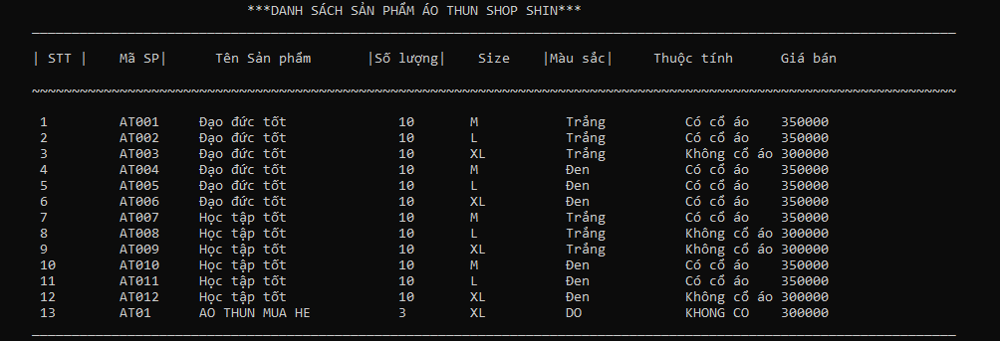 ***DANH SÁCH SẢN PHẨM ÁO THUN SHOP SHIN***
| STT | Mã SP| Tên Sản phẩm |Số lượng| Size |Màu sắc| Thuộc tính Giá bán
~~~~~~~~~~~~~~~~~~~~~~~~~~~~~~~~~~~~~~~~~~~~~~~~~~~~~~~~~~~~~~~~~~~~~~~~~~~~~~~~~~~~~~~~~~~~~~~~~~~~~~~~~~~~~~~~~~~~
1 AT001 Đạo đức tốt 10 M Trắng Có cổ áo 350000
2 AT002 Đạo đức tốt 10 L Trắng Có cổ áo 350000
3 AT003 Đạo đức tốt 10 XL Trắng Không cổ áo 300000
4 AT004 Đạo đức tốt 10 M Đen Có cổ áo 350000
5 AT005 Đạo đức tốt 10 L Đen Có cổ áo 350000
6 AT006 Đạo đức tốt 10 XL Đen Có cổ áo 350000
7 AT007 Học tập tốt 10 M Trắng Có cổ áo 350000
8 AT008 Học tập tốt 10 L Trắng Không cổ áo 300000
9 AT009 Học tập tốt 10 XL Trắng Không cổ áo 300000
10 AT010 Học tập tốt 10 M Đen Có cổ áo 350000
11 AT011 Học tập tốt 10 L Đen Có cổ áo 350000
12 AT012 Học tập tốt 10 XL Đen Không cổ áo 300000
13 AT01 AO THUN MUA HE 3 XL DO KHONG CO 300000